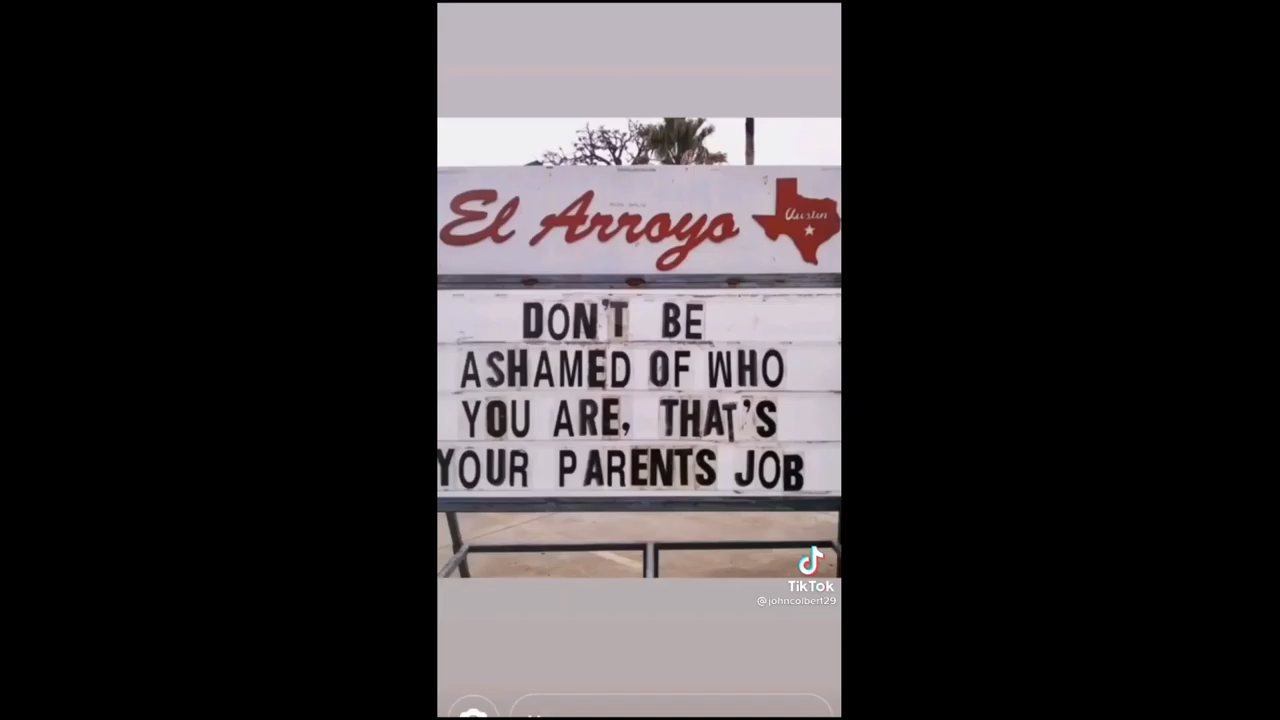 El Arroyo
Austin
DON'T BE
ASHAMED OF WHO
YOU ARE, THAT'S
YOUR PARENTS JOB
TikTok
@johncolbert29